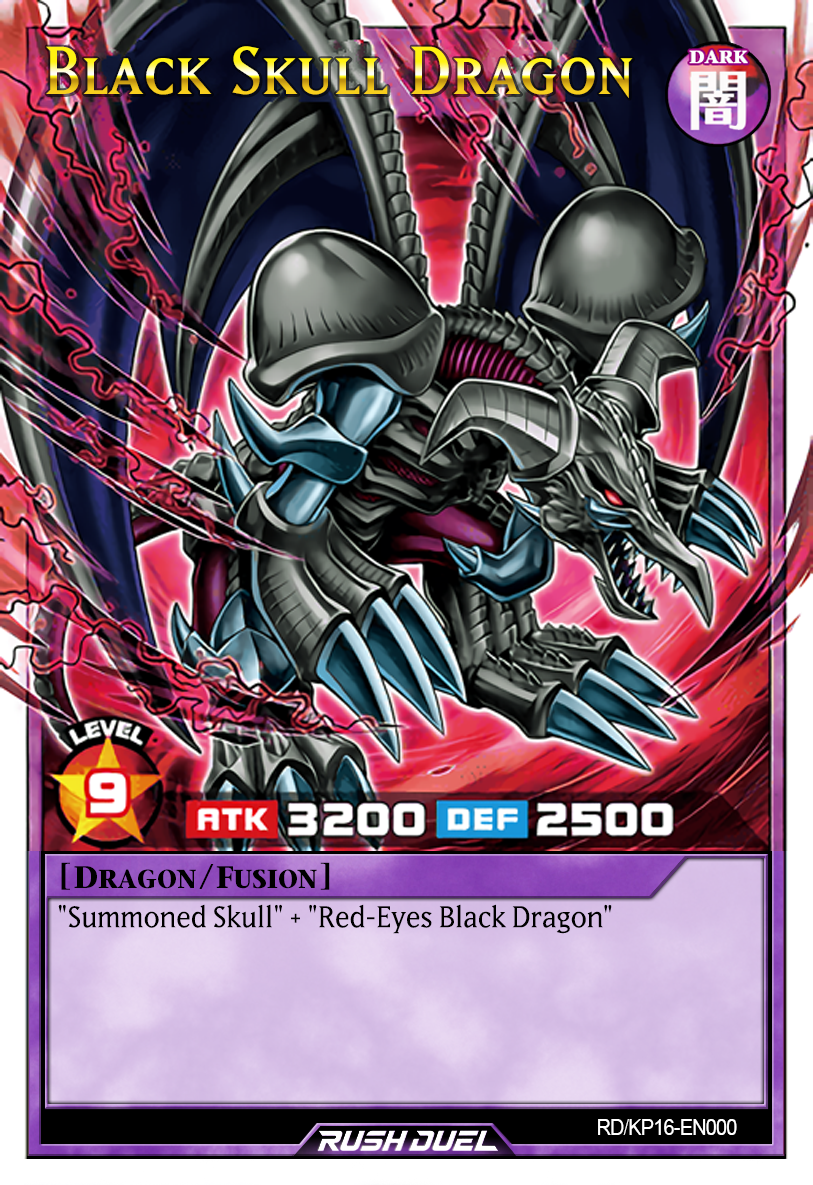 Black Skull Dragon
DARK
闇
LEVEL
9
ATK 3200 DEF 2500
[Dragon/Fusion]
"Summoned Skull" + "Red-Eyes Black Dragon"
RD/KP16-EN000
RUSH DUEL